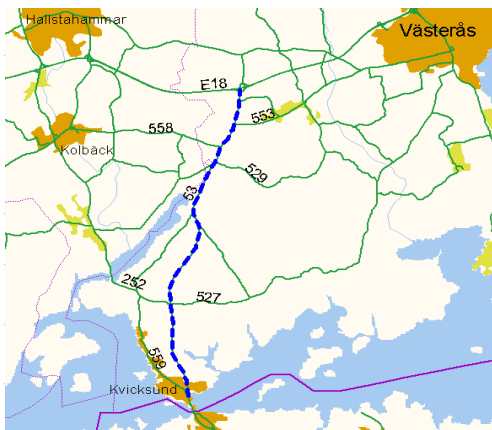 Hallstahammar
Västerås
E18
553
558
Kolbäck
529
53
252
527
559
Kvicksund